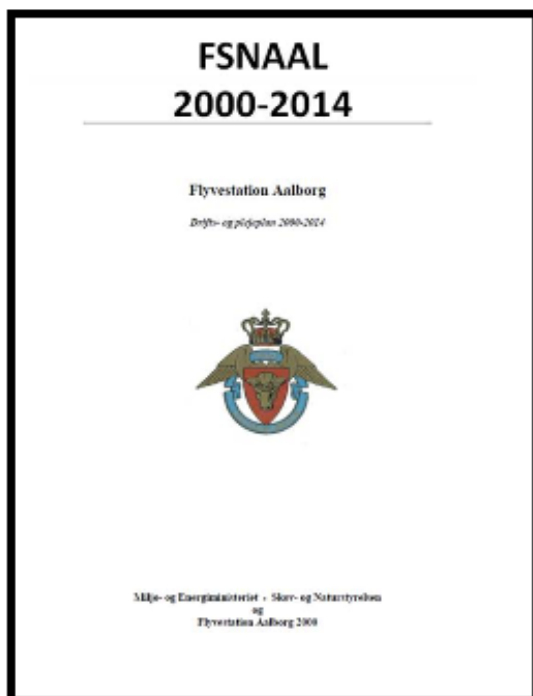 FSNAAL
2000-2014
Flyvestation Aalborg
Drifts- og plejeplan 2000-2014
Miljø- og Energiministeriet • Skov- og Naturstyrelsen
og
Flyvestation Aalborg 2000